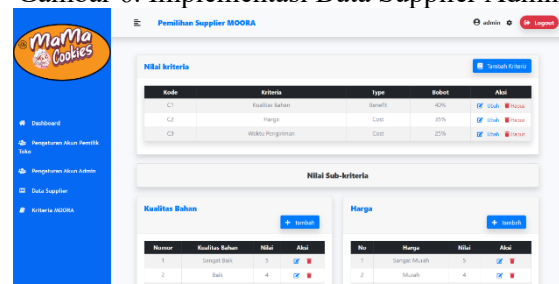 Gambar 6. Implementasi Data Supplier Admin
MaMa
Cookies
Pemilihan Supplier MOORA
admin
Logout
Nilai kriteria
Tambah Kriteria
Kode Kriteria Type Bobot Aksi
C1 Kualitas Bahan Benefit 40% Ubah Hapus
C2 Harga Cost 35% Ubah Hapus
C3 Waktu Pengiriman Cost 25% Ubah Hapus
Dashboard
Pengaturan Akun Pemilik
Toko
Pengaturan Akun Admin
Data Supplier
Kriteria MOORA
Nilai Sub-kriteria
Kualitas Bahan
+ Tambah
Nomor Kualitas Bahan Nilai Aksi
1 Sangat Baik 5
2 Baik 4
Harga
+ Tambah
No Harga Nilai Aksi
1 Sangat Murah 5
2 Murah 4